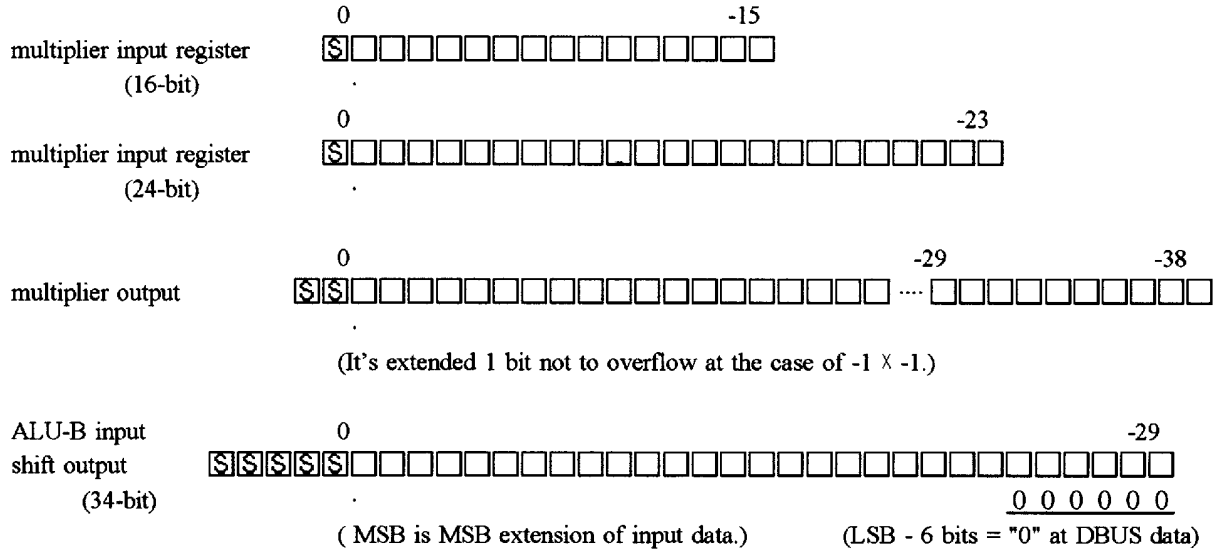 0 -15
multiplier input register S
(16-bit) .
0 -23
multiplier input register S
(24-bit) .
0 -29 -38
multiplier output S S ....
.
(It's extended 1 bit not to overflow at the case of -1 × -1.)
ALU-B input 0 -29
shift output S S S S S
(34-bit) . 0 0 0 0 0 0
( MSB is MSB extension of input data.) (LSB - 6 bits = "0" at DBUS data)